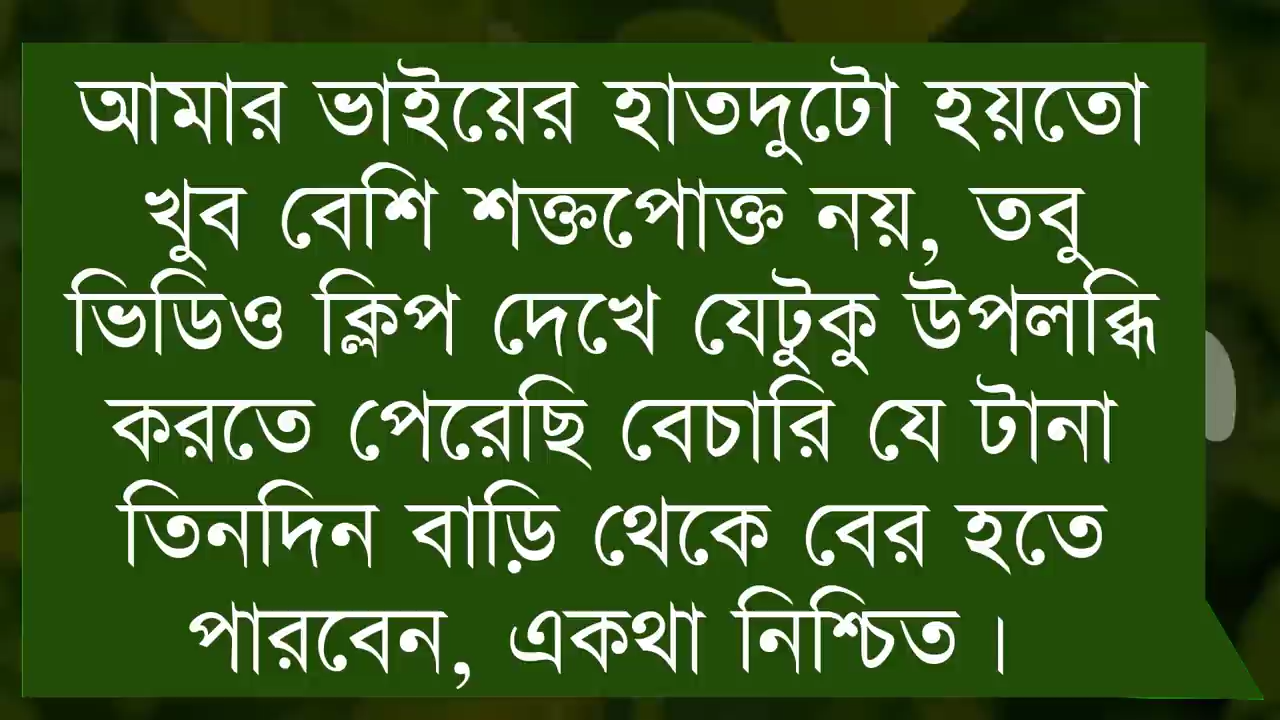 আমার ভাইয়ের হাতদুটো হয়তো
খুব বেশি শক্তপোক্ত নয়, তবু
ভিডিও ক্লিপ দেখে যেটুকু উপলব্ধি
করতে পেরেছি বেচারি যে টানা
তিনদিন বাড়ি থেকে বের হতে
পারবেন, একথা নিশ্চিত।